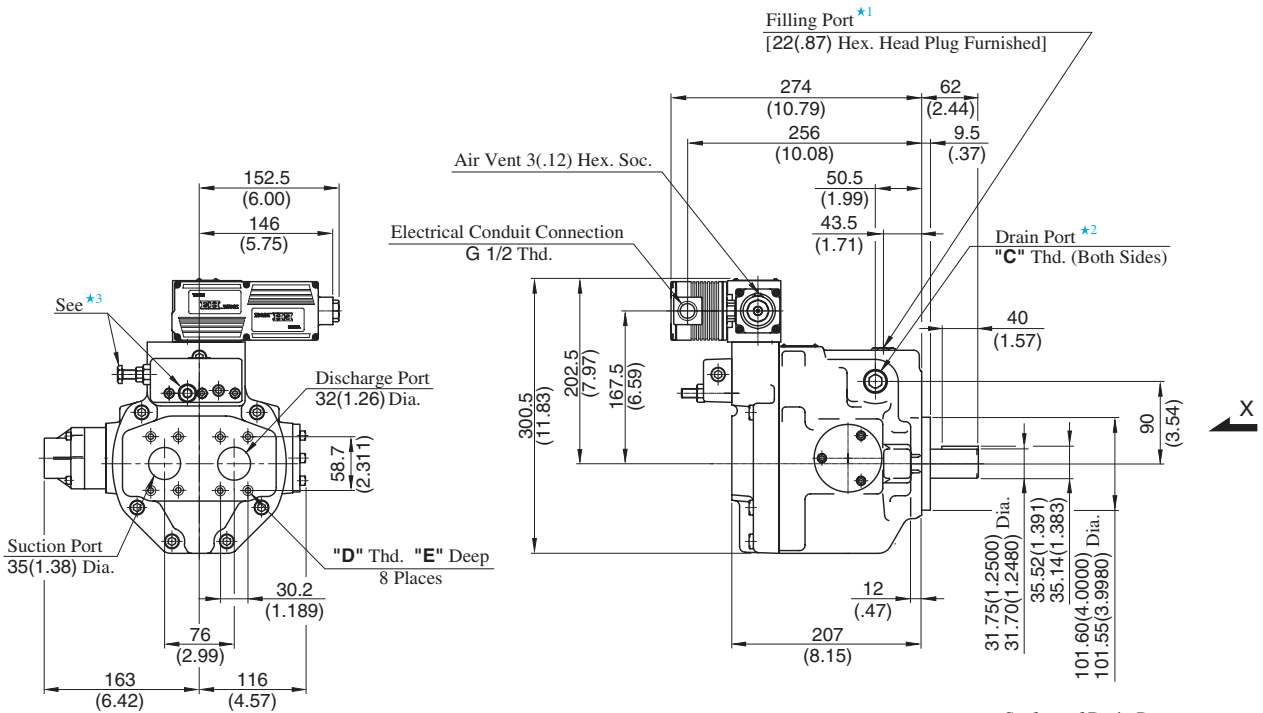 Filling Port ★1
[22(.87) Hex. Head Plug Furnished]
274
(10.79)
62
(2.44)
256
(10.08)
9.5
(.37)
Air Vent 3(.12) Hex. Soc.
50.5
(1.99)
152.5
(6.00)
43.5
(1.71)
146
(5.75)
Electrical Conduit Connection
G 1/2 Thd.
Drain Port ★2
"C" Thd. (Both Sides)
See ★3
40
(1.57)
Discharge Port
32(1.26) Dia.
300.5
(11.83)
202.5
(7.97)
167.5
(6.59)
90
(3.54)
X
58.7
(2.311)
Suction Port
35(1.38) Dia.
"D" Thd. "E" Deep
8 Places
30.2
(1.189)
76
(2.99)
163
(6.42)
116
(4.57)
12
(.47)
207
(8.15)
31.75(1.2500)
31.70(1.2480) Dia.
35.52(1.391)
35.14(1.383)
101.60(4.0000)
101.55(3.9980) Dia.